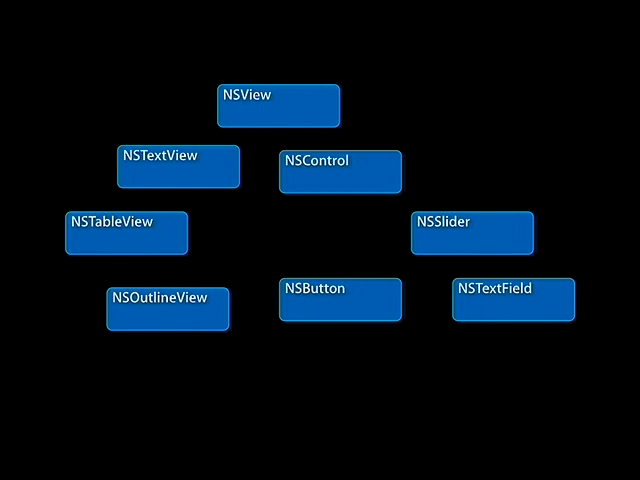 NSView
NSTextView
NSControl
NSTableView
NSSlider
NSOutlineView
NSButton
NSTextField